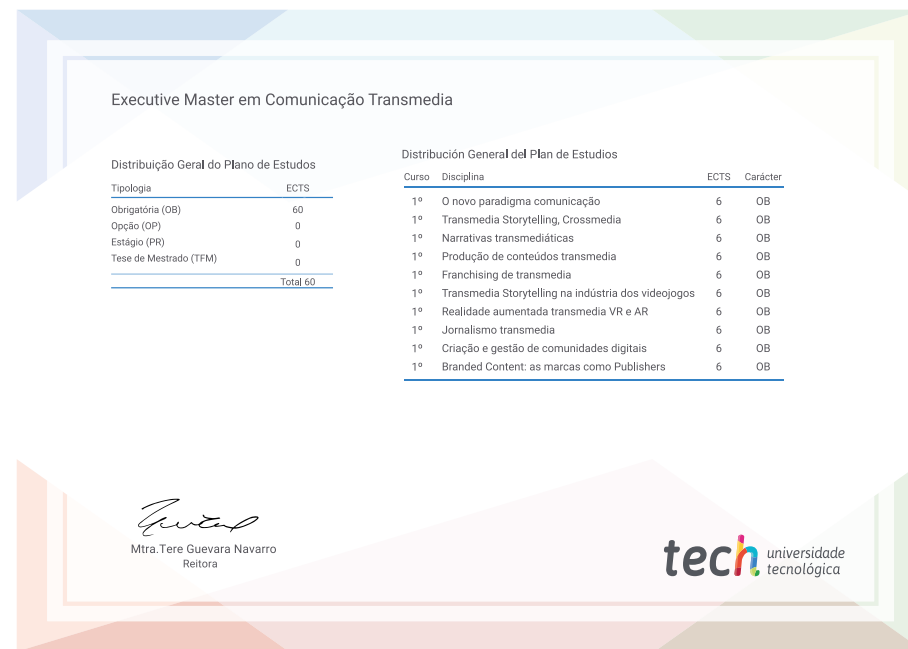 Executive Master em Comunicação Transmedia
Distribuição Geral do Plano de Estudos
Tipologia ECTS
Obrigatória (OB) 60
Opção (OP) 0
Estágio (PR) 0
Tese de Mestrado (TFM) 0
Total 60
Distribución General del Plan de Estudios
Curso Disciplina ECTS Carácter
1º O novo paradigma comunicação 6 OB
1º Transmedia Storytelling, Crossmedia 6 OB
1º Narrativas transmediáticas 6 OB
1º Produção de conteúdos transmedia 6 OB
1º Franchising de transmedia 6 OB
1º Transmedia Storytelling na indústria dos videojogos 6 OB
1º Realidade aumentada transmedia VR e AR 6 OB
1º Jornalismo transmedia 6 OB
1º Criação e gestão de comunidades digitais 6 OB
1º Branded Content: as marcas como Publishers 6 OB
Mtra.Tere Guevara Navarro
Reitora
tech universidade
tecnológica